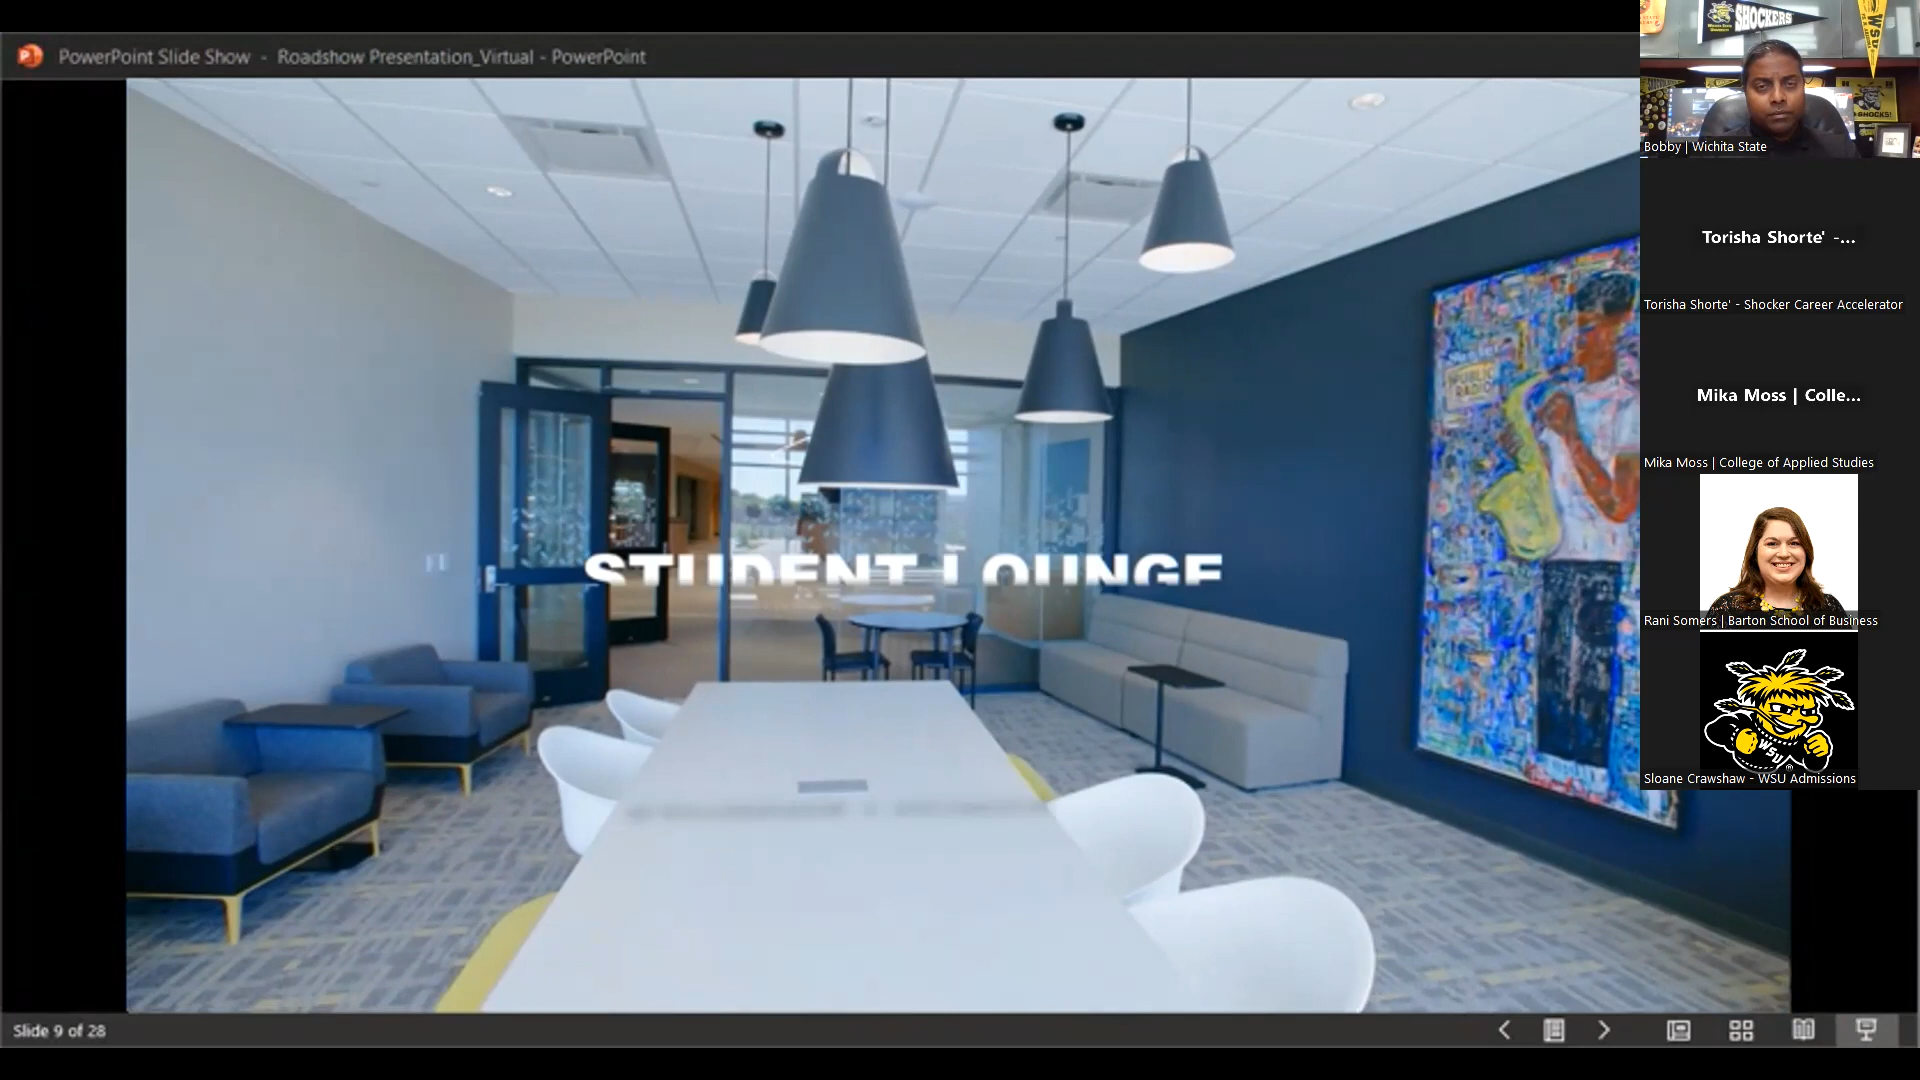 PowerPoint Slide Show - Roadshow Presentation_Virtual - PowerPoint
STUDENT LOUNGE
Slide 9 of 28
SHOCKERS
WSU
Bobby | Wichita State
Torisha Shorte' -...
Torisha Shorte' - Shocker Career Accelerator
Mika Moss | Colle...
Mika Moss | College of Applied Studies
Rani Somers | Barton School of Business
WSU
Sloane Crawshaw - WSU Admissions